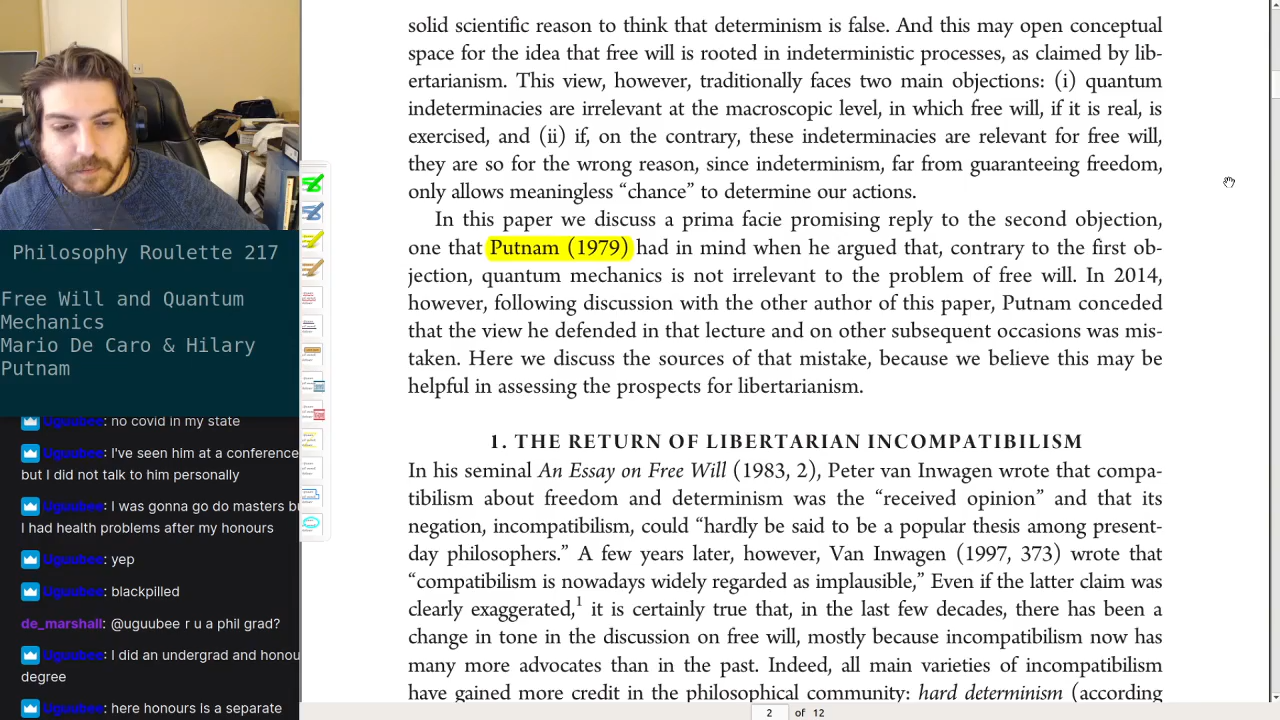 Philosophy Roulette 217
Free Will and Quantum
Mechanics
Mario De Caro & Hilary
Putnam
Uguubee: no covid in my state
Uguubee: I've seen him at a conference
but I did not talk to him personally
Uguubee: I was gonna go do masters b
I had health problems after my
honours
Uguubee: yep
Uguubee: blackpilled
de_marshall: @uguubee r u a phil grad?
Uguubee: I did an undergrad and honou
degree
Uguubee: here honours is a separate
solid scientific reason to think that determinism is false. And this may open conceptual
space for the idea that free will is rooted in indeterministic processes, as claimed by lib-
ertarianism. This view, however, traditionally faces two main objections: (i) quantum
indeterminacies are irrelevant at the macroscopic level, in which free will, if it is real, is
exercised, and (ii) if, on the contrary, these indeterminacies are relevant for free will,
they are so for the wrong reason, since indeterminism, far from guaranteeing freedom,
only allows meaningless “chance” to determine our actions.
In this paper we discuss a prima facie promising reply to the second objection,
one that Putnam (1979) had in mind when he argued that, contrary to the first ob-
jection, quantum mechanics is not irrelevant to the problem of free will. In 2014,
however, following discussion with the other author of this paper, Putnam conceded
that the view he defended in that article and on other subsequent occasions was mis-
taken. Here we discuss the sources of that mistake, because we believe this may be
helpful in assessing the prospects for libertarianism.
1. THE RETURN OF LIBERTARIAN INCOMPATIBILISM
In his seminal An Essay on Free Will (1983, 2), Peter van Inwagen wrote that compa-
tibilism about freedom and determinism was the “received opinion” and that its
negation, incompatibilism, could “hardly be said to be a popular thesis among present-
day philosophers.” A few years later, however, Van Inwagen (1997, 373) wrote that
“compatibilism is nowadays widely regarded as implausible.” Even if the latter claim was
clearly exaggerated,1 it is certainly true that, in the last few decades, there has been a
change in tone in the discussion on free will, mostly because incompatibilism now has
many more advocates than in the past. Indeed, all main varieties of incompatibilism
have gained more credit in the philosophical community: hard determinism (according
2 of 12